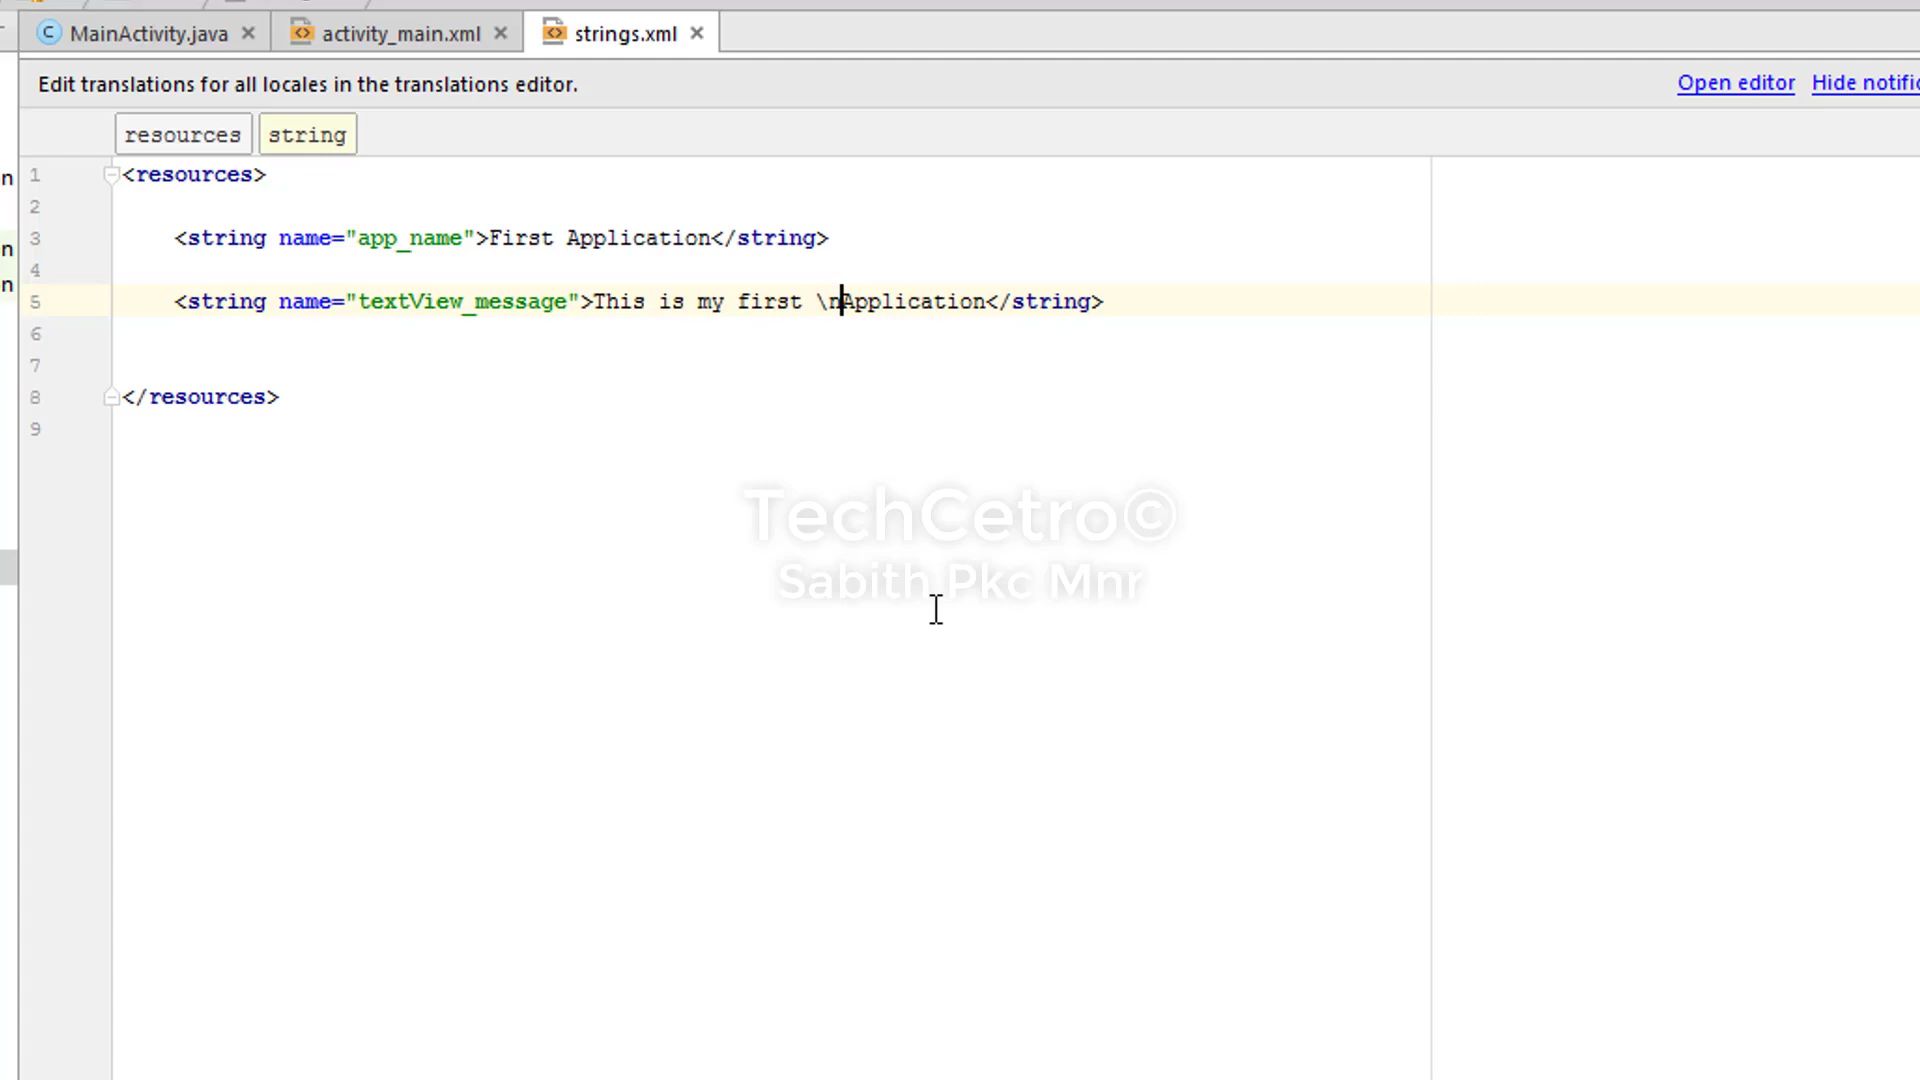 MainActivity.java activity_main.xml strings.xml
Edit translations for all locales in the translations editor. Open editor Hide
resources string
n 1 <resources>
2
n 3 <string name="app_name">First Application</string>
4
n 5 <string name="textView_message">This is my first \nApplication</string>
6
7
8 </resources>
9
TechCetro©
Sabith Pkc Mnr